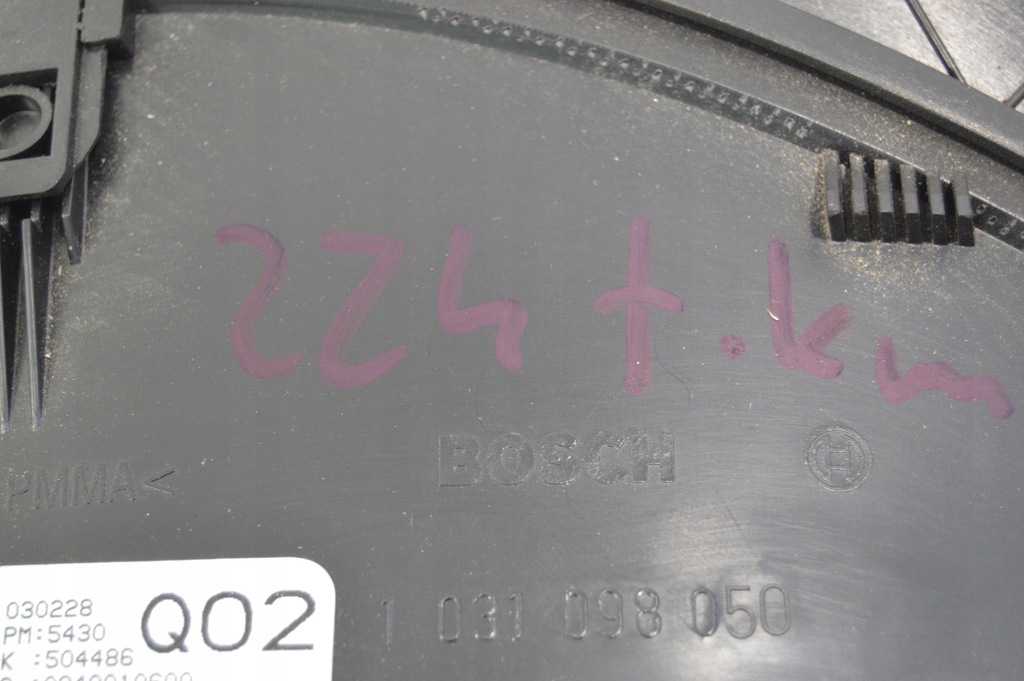 224 t.km
BOSCH
PMMA<
1 031 098 050
030228
PM:5430
K :504486
Q02